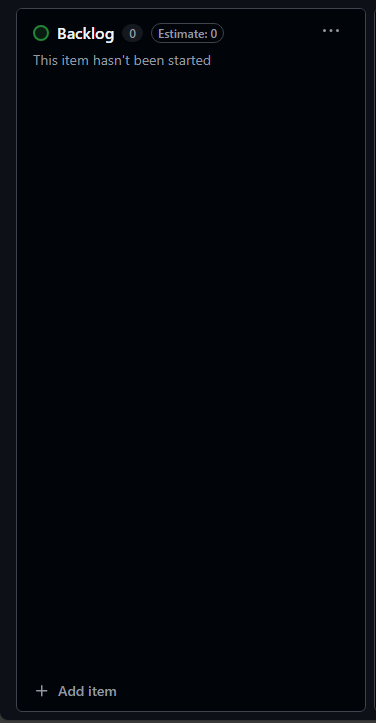 Backlog 0 Estimate: 0
This item hasn't been started
Add item